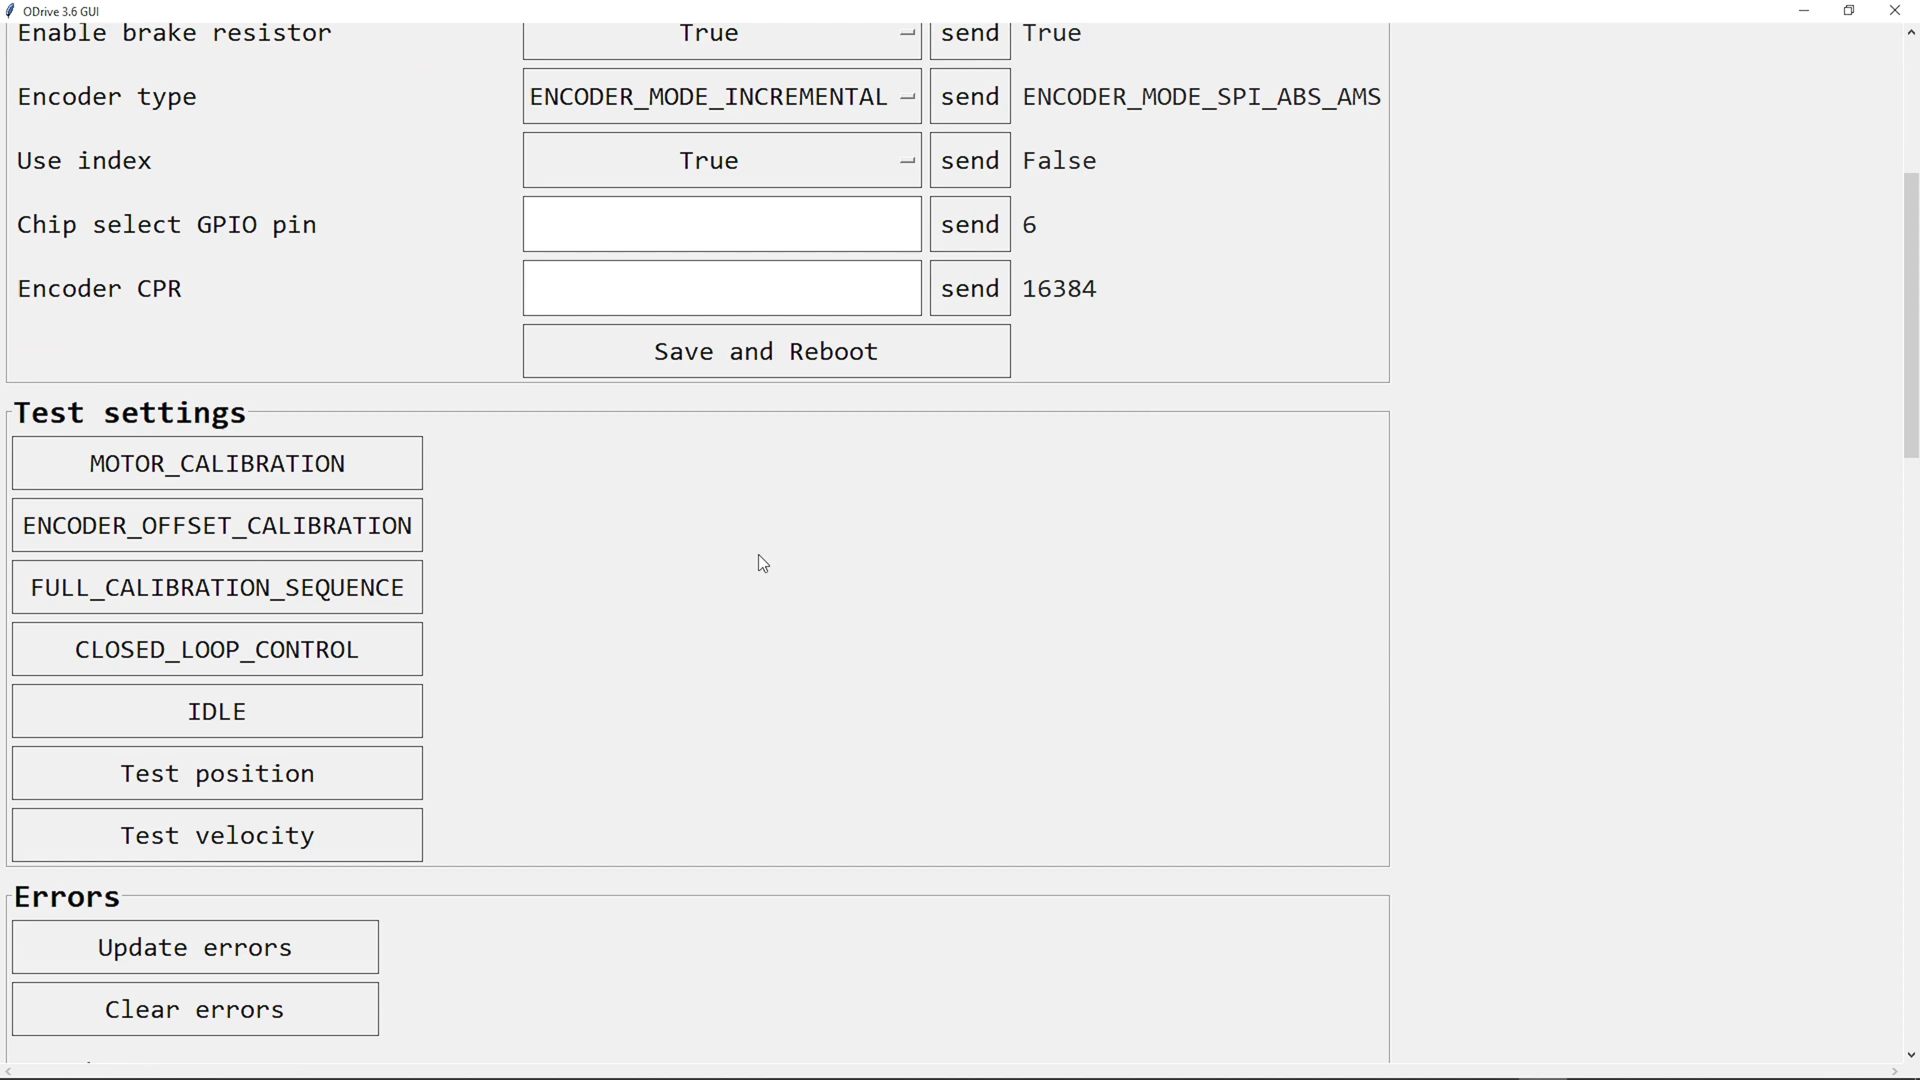 ODrive 3.6 GUI
Enable brake resistor True send True
Encoder type ENCODER_MODE_INCREMENTAL send ENCODER_MODE_SPI_ABS_AMS
Use index True send False
Chip select GPIO pin send 6
Encoder CPR send 16384
Save and Reboot
Test settings
MOTOR_CALIBRATION
ENCODER_OFFSET_CALIBRATION
FULL_CALIBRATION_SEQUENCE
CLOSED_LOOP_CONTROL
IDLE
Test position
Test velocity
Errors
Update errors
Clear errors